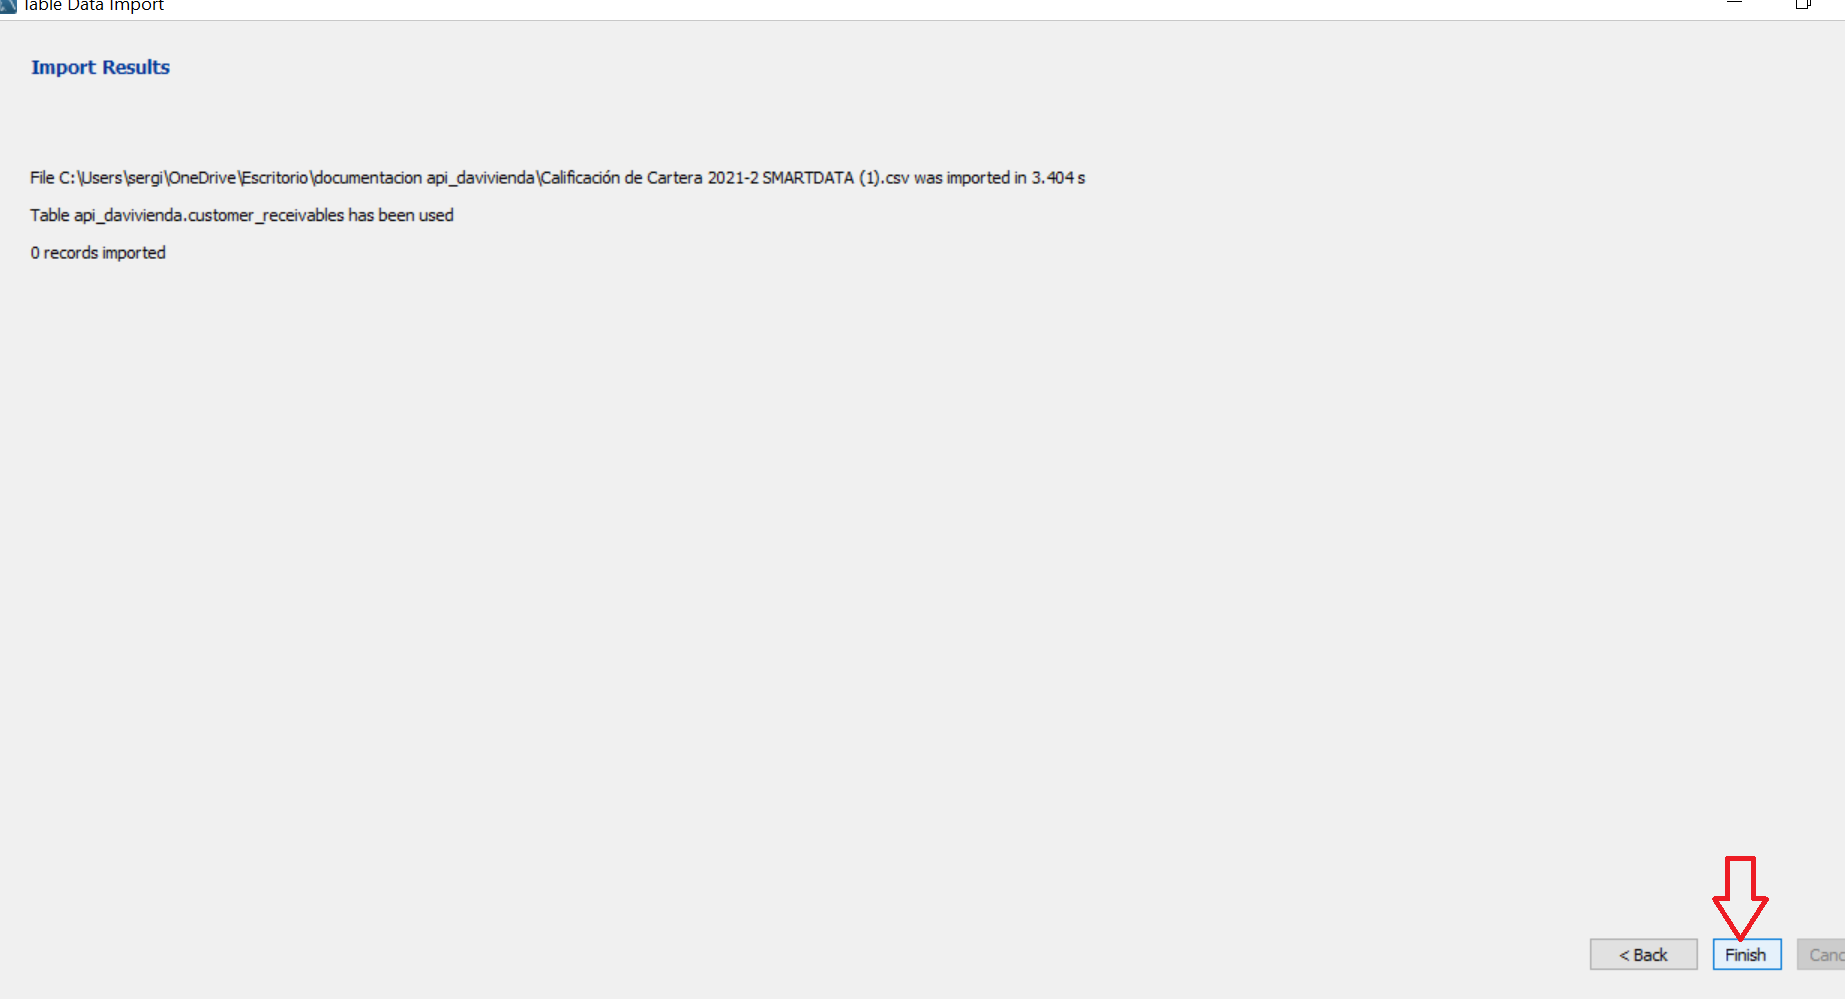 Table Data Import
Import Results
File C:\Users\sergi\OneDrive\Escritorio\documentacion api_davivienda\Calificación de Cartera 2021-2 SMARTDATA (1).csv was imported in 3.404 s
Table api_davivienda.customer_receivables has been used
0 records imported
< Back
Finish
Canc